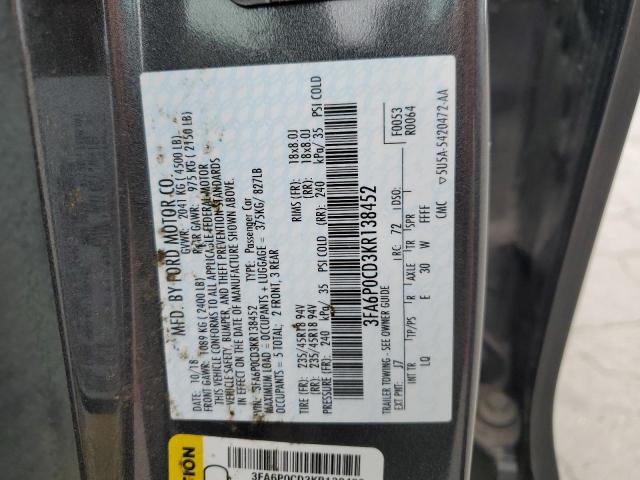 MFD. BY FORD MOTOR CO.
10/18 GVWR: 2041 KG (4500 LB)
FRONT GAWR: 1089 KG (2400LB) REAR GAWR: 975 KG (2150 LB)
THIS VEHICLE CONFORMS TO ALL APPLICABLE FEDERAL MOTOR
VEHICLE SAFETY, BUMPER, AND THEFT PREVENTION STANDARDS
IN EFFECT ON THE DATE OF MANUFACTURE SHOWN ABOVE.
VIN: 3FA6P0CD3KR138452 TYPE: Passenger Car
MAXIMUM LOAD = OCCUPANTS + LUGGAGE = 375KG/ 827LB
OCCUPANTS = 5 TOTAL: 2 FRONT, 3 REAR
TIRE (FR): 235/45R18 94V RIMS (FR): 18x8.0J
(RR): 235/45R18 94V (RR): 18x8.0J
PRESSURE (FR): 240 kPa/ 35 PSI COLD (RR): 240 kPa/ 35 PSI COLD
3FA6P0CD3KR138452
TRAILER TOWING - SEE OWNER GUIDE
F0053
R0064
EXT PNT: J7 RC: 72 DSO:
INT TR TP/PS R AXLE TR SPR
LQ E 30 W FFFF CMC ▽5U5A-5420472-AA